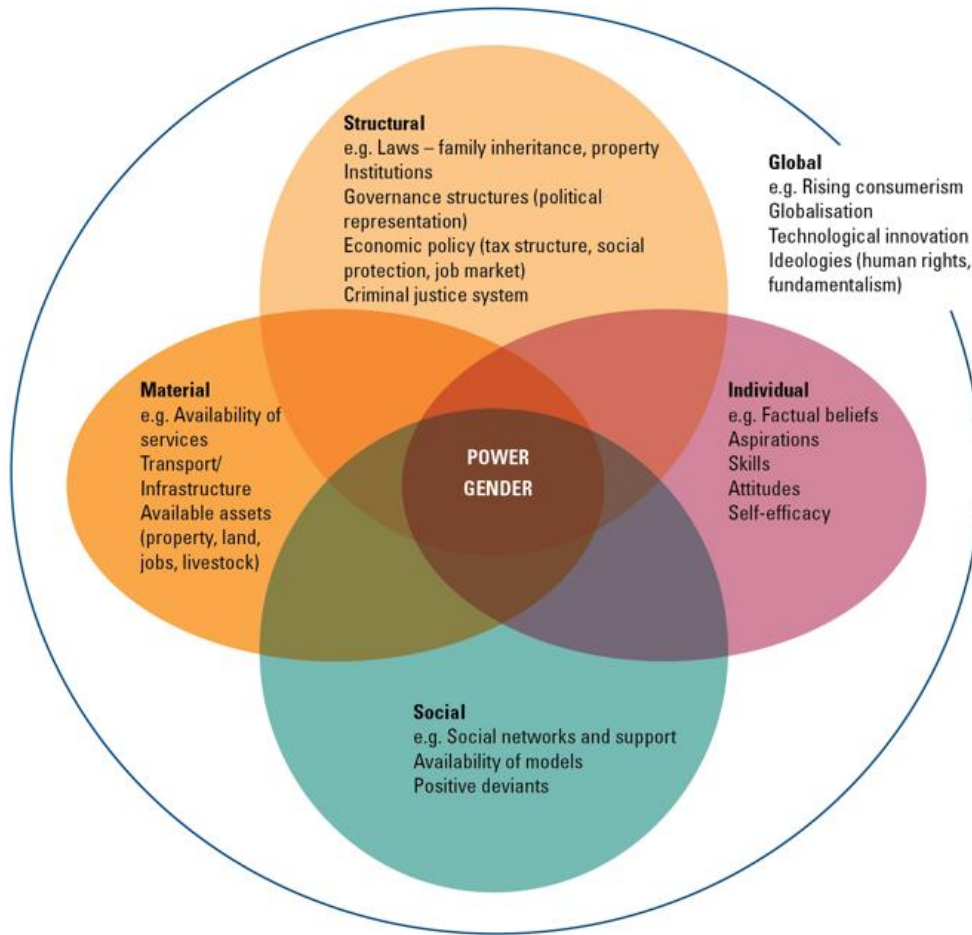 Structural
e.g. Laws – family inheritance, property
Institutions
Governance structures (political
representation)
Economic policy (tax structure, social
protection, job market)
Criminal justice system
Global
e.g. Rising consumerism
Globalisation
Technological innovation
Ideologies (human rights,
fundamentalism)
Material
e.g. Availability of
services
Transport/
Infrastructure
Available assets
(property, land,
jobs, livestock)
POWER
GENDER
Individual
e.g. Factual beliefs
Aspirations
Skills
Attitudes
Self-efficacy
Social
e.g. Social networks and support
Availability of models
Positive deviants